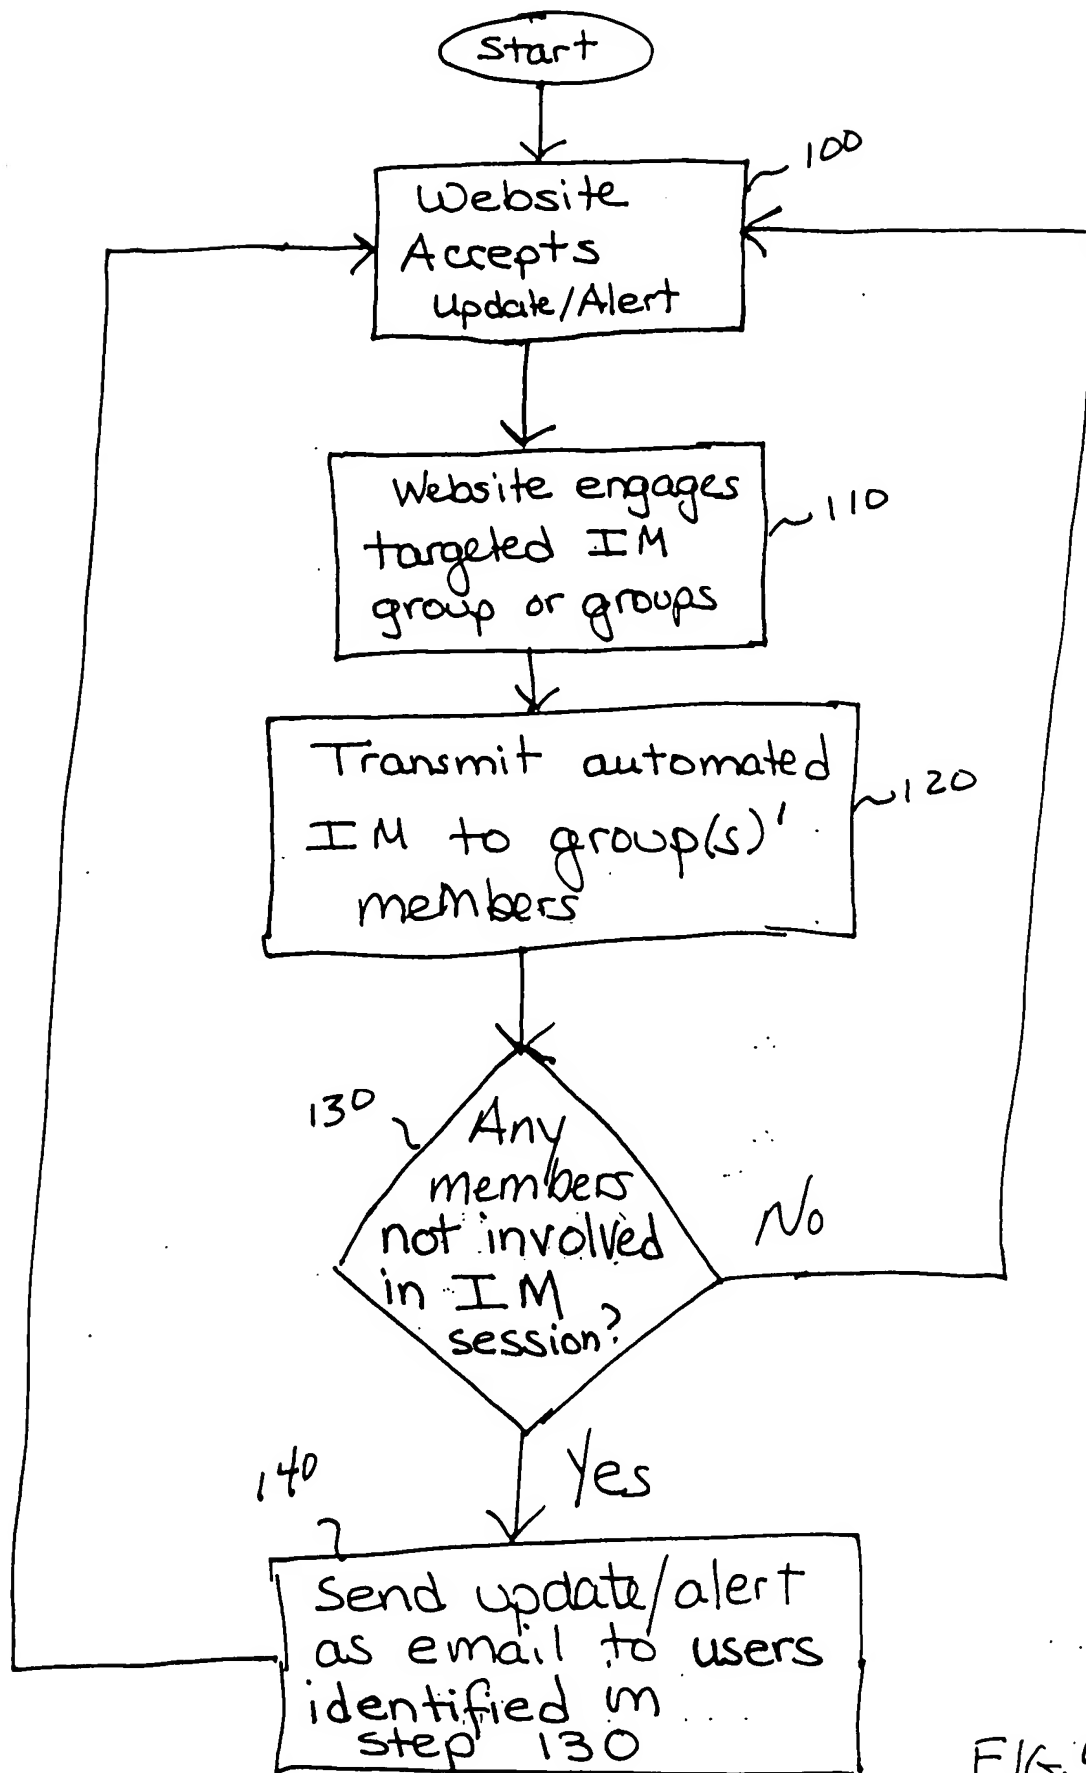 Start
100
Website
Accepts
Update/Alert
Website engages
targeted IM
group or groups
110
Transmit automated
IM to group(s)'
members
120
130
Any
members
not involved
in IM
session?
No
Yes
140
Send update/alert
as email to users
identified in
step 130
FIG.